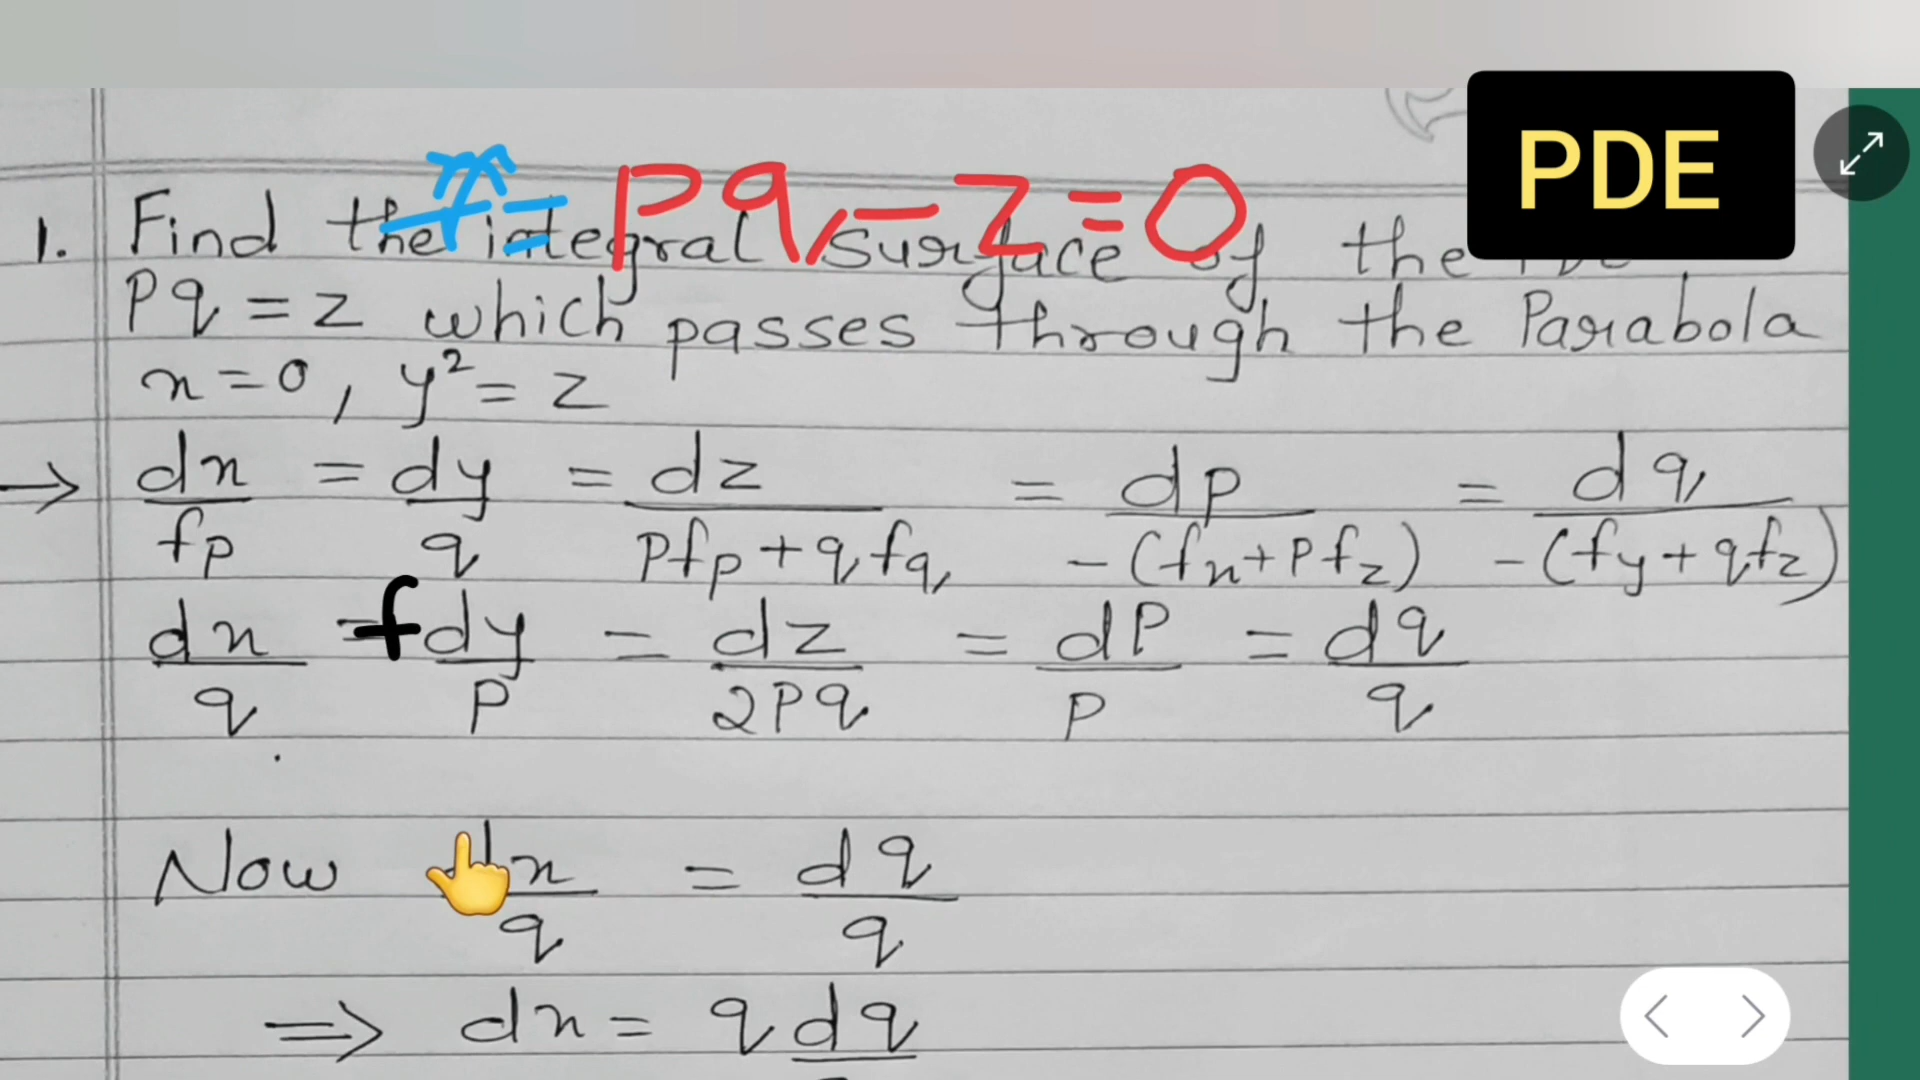 PDE
f = pq - z = 0
1. Find the integral surface of the
pq = z which passes through the Parabola
x = 0, y² = z
→ dx/fp = dy/q = dz/(pfp + qfq) = dp/-(fx + pfz) = dq/-(fy + qfz)
f
dx/q = dy/p = dz/2pq = dP/p = dq/q
Now dx/q = dq/q
⇒ dx = q dq